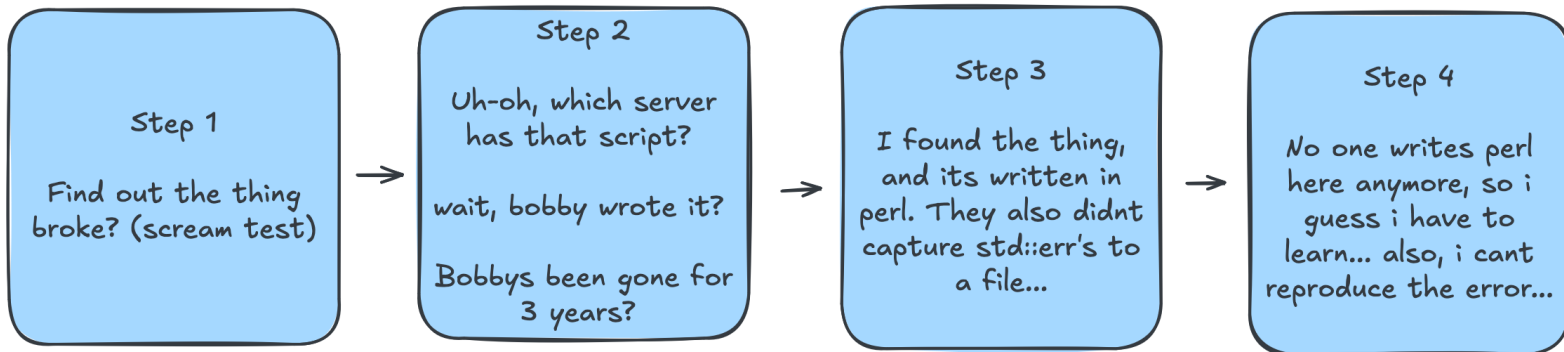 Step 1
Find out the thing
broke? (scream test)
Step 2
Uh-oh, which server
has that script?
wait, bobby wrote it?
Bobbys been gone for
3 years?
Step 3
I found the thing,
and its written in
perl. They also didnt
capture std::err's to
a file...
Step 4
No one writes perl
here anymore, so i
guess i have to
learn... also, i cant
reproduce the error...